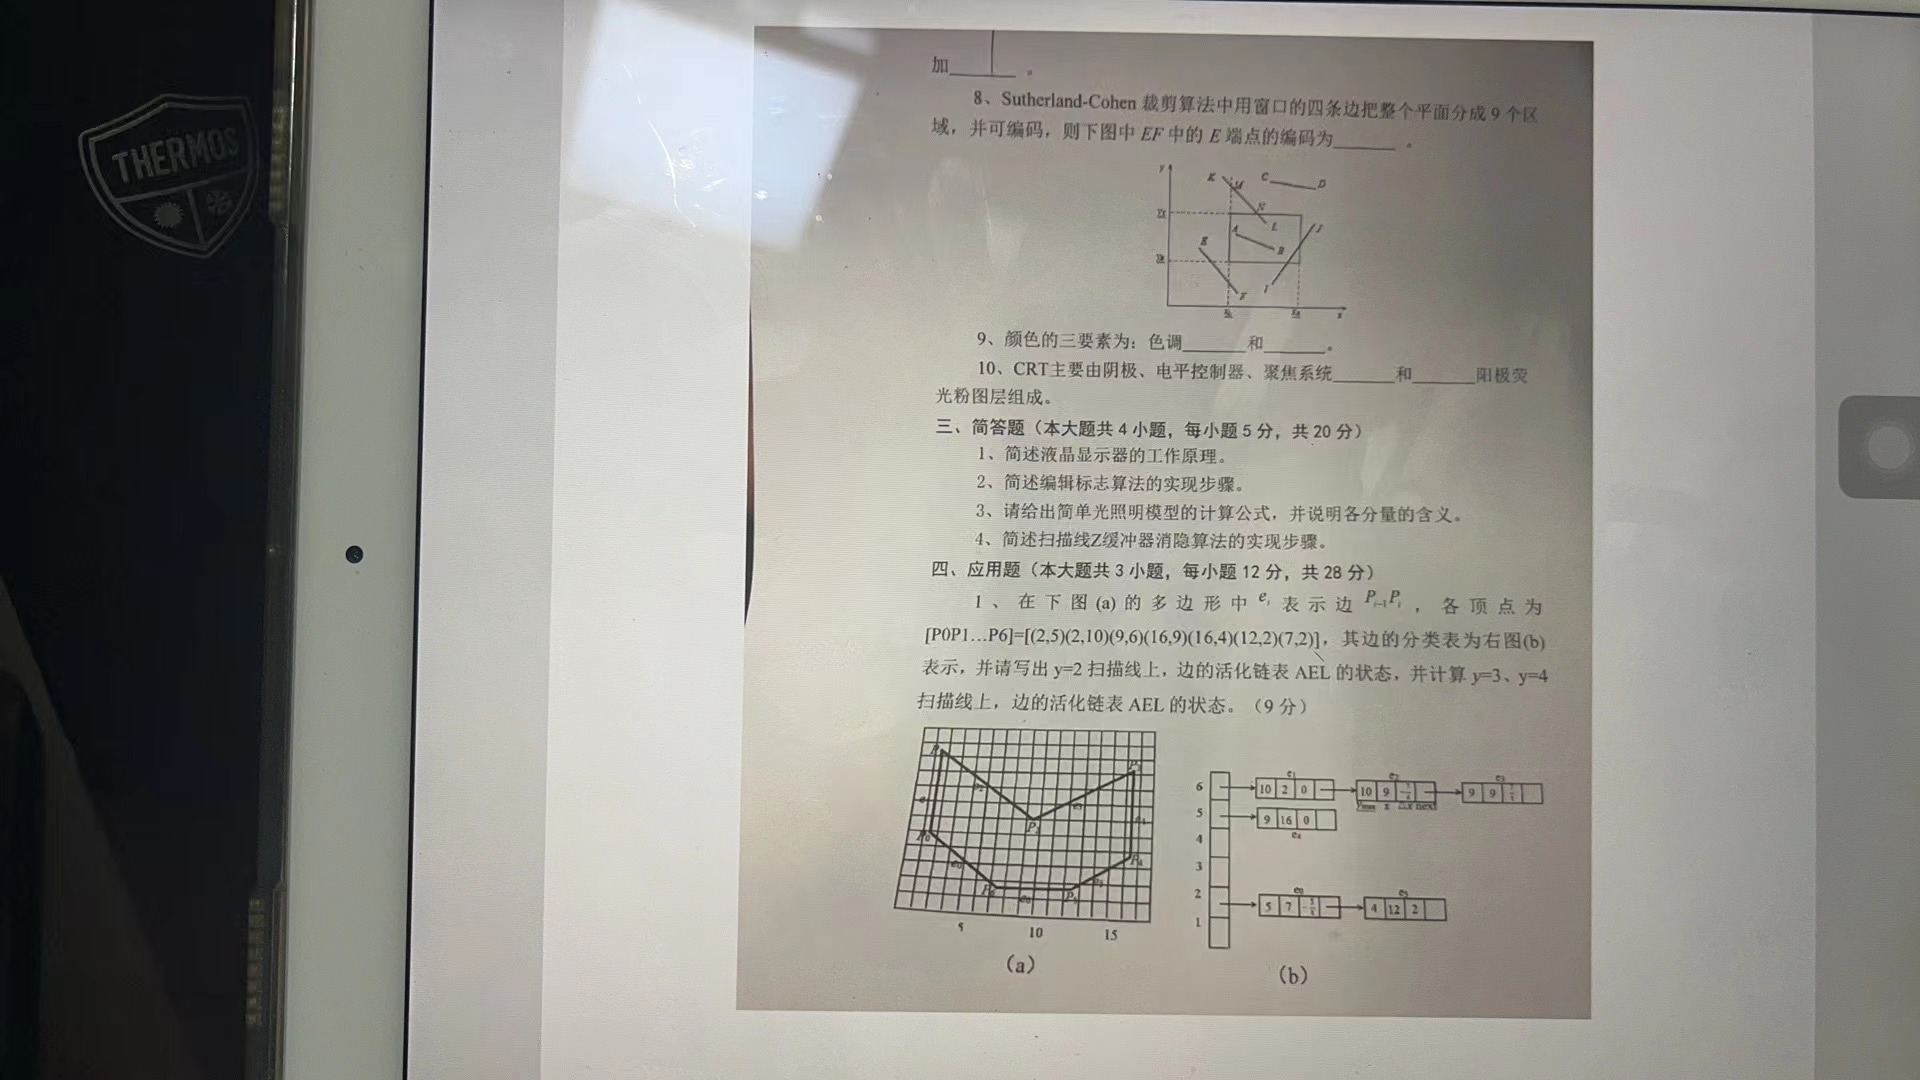 THERMOS
加______。
8、Sutherland-Cohen 裁剪算法中用窗口的四条边把整个平面分成 9 个区
域，并可编码，则下图中 EF 中的 E 端点的编码为______。
y
K M C D
N
L J
A
E B
F I
x
9、颜色的三要素为：色调______和______。
10、CRT主要由阴极、电平控制器、聚焦系统______和______阳极荧
光粉图层组成。
三、简答题（本大题共 4 小题，每小题 5 分，共 20 分）
1、简述液晶显示器的工作原理。
2、简述编辑标志算法的实现步骤。
3、请给出简单光照明模型的计算公式，并说明各分量的含义。
4、简述扫描线Z缓冲器消隐算法的实现步骤。
四、应用题（本大题共 3 小题，每小题 12 分，共 28 分）
1、在下图(a)的多边形中 eᵢ 表示边 Pᵢ₋₁Pᵢ，各顶点为
[P0P1…P6]=[(2,5)(2,10)(9,6)(16,9)(16,4)(12,2)(7,2)]，其边的分类表为右图(b)
表示，并请写出 y=2 扫描线上，边的活化链表 AEL 的状态，并计算 y=3、y=4
扫描线上，边的活化链表 AEL 的状态。（9 分）
5 10 15
(a)
6 e₁ 10 2 0 e₂ 10 9 e₃ 9 9
ymax x △x next
5 9 16 0
e₄
4
3
2 e₀ 5 7 e₅ 4 12 2
1
(b)